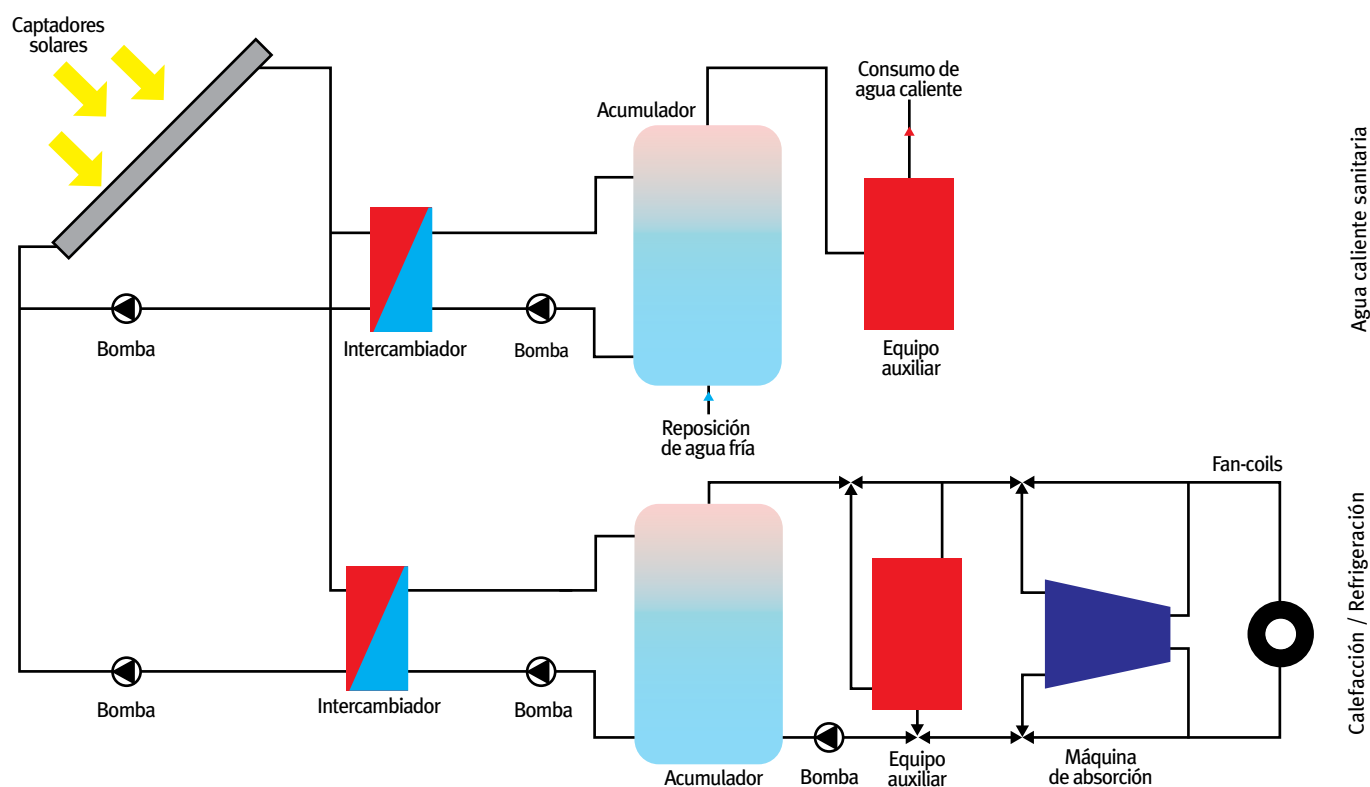 Captadores
solares
Consumo de
agua caliente
Acumulador
Agua caliente sanitaria
Bomba
Intercambiador
Bomba
Equipo
auxiliar
Reposición
de agua fría
Fan-coils
Calefacción / Refrigeración
Bomba
Intercambiador
Bomba
Acumulador
Bomba
Equipo
auxiliar
Máquina
de absorción